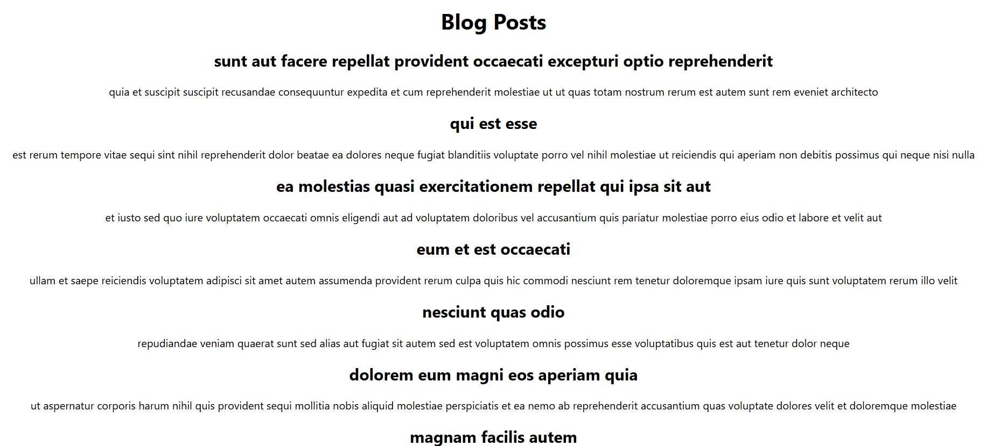 Blog Posts
sunt aut facere repellat provident occaecati excepturi optio reprehenderit
quia et suscipit suscipit recusandae consequuntur expedita et cum reprehenderit molestiae ut ut quas totam nostrum rerum est autem sunt rem eveniet architecto
qui est esse
est rerum tempore vitae sequi sint nihil reprehenderit dolor beatae ea dolores neque fugiat blanditiis voluptate porro vel nihil molestiae ut reiciendis qui aperiam non debitis possimus qui neque nisi nulla
ea molestias quasi exercitationem repellat qui ipsa sit aut
et iusto sed quo iure voluptatem occaecati omnis eligendi aut ad voluptatem doloribus vel accusantium quis pariatur molestiae porro eius odio et labore et velit aut
eum et est occaecati
ullam et saepe reiciendis voluptatem adipisci sit amet autem assumenda provident rerum culpa quis hic commodi nesciunt rem tenetur doloremque ipsam iure quis sunt voluptatem rerum illo velit
nesciunt quas odio
repudiandae veniam quaerat sunt sed alias aut fugiat sit autem sed est voluptatem omnis possimus esse voluptatibus quis est aut tenetur dolor neque
dolorem eum magni eos aperiam quia
ut aspernatur corporis harum nihil quis provident sequi mollitia nobis aliquid molestiae perspiciatis et ea nemo ab reprehenderit accusantium quas voluptate dolores velit et doloremque molestiae
magnam facilis autem